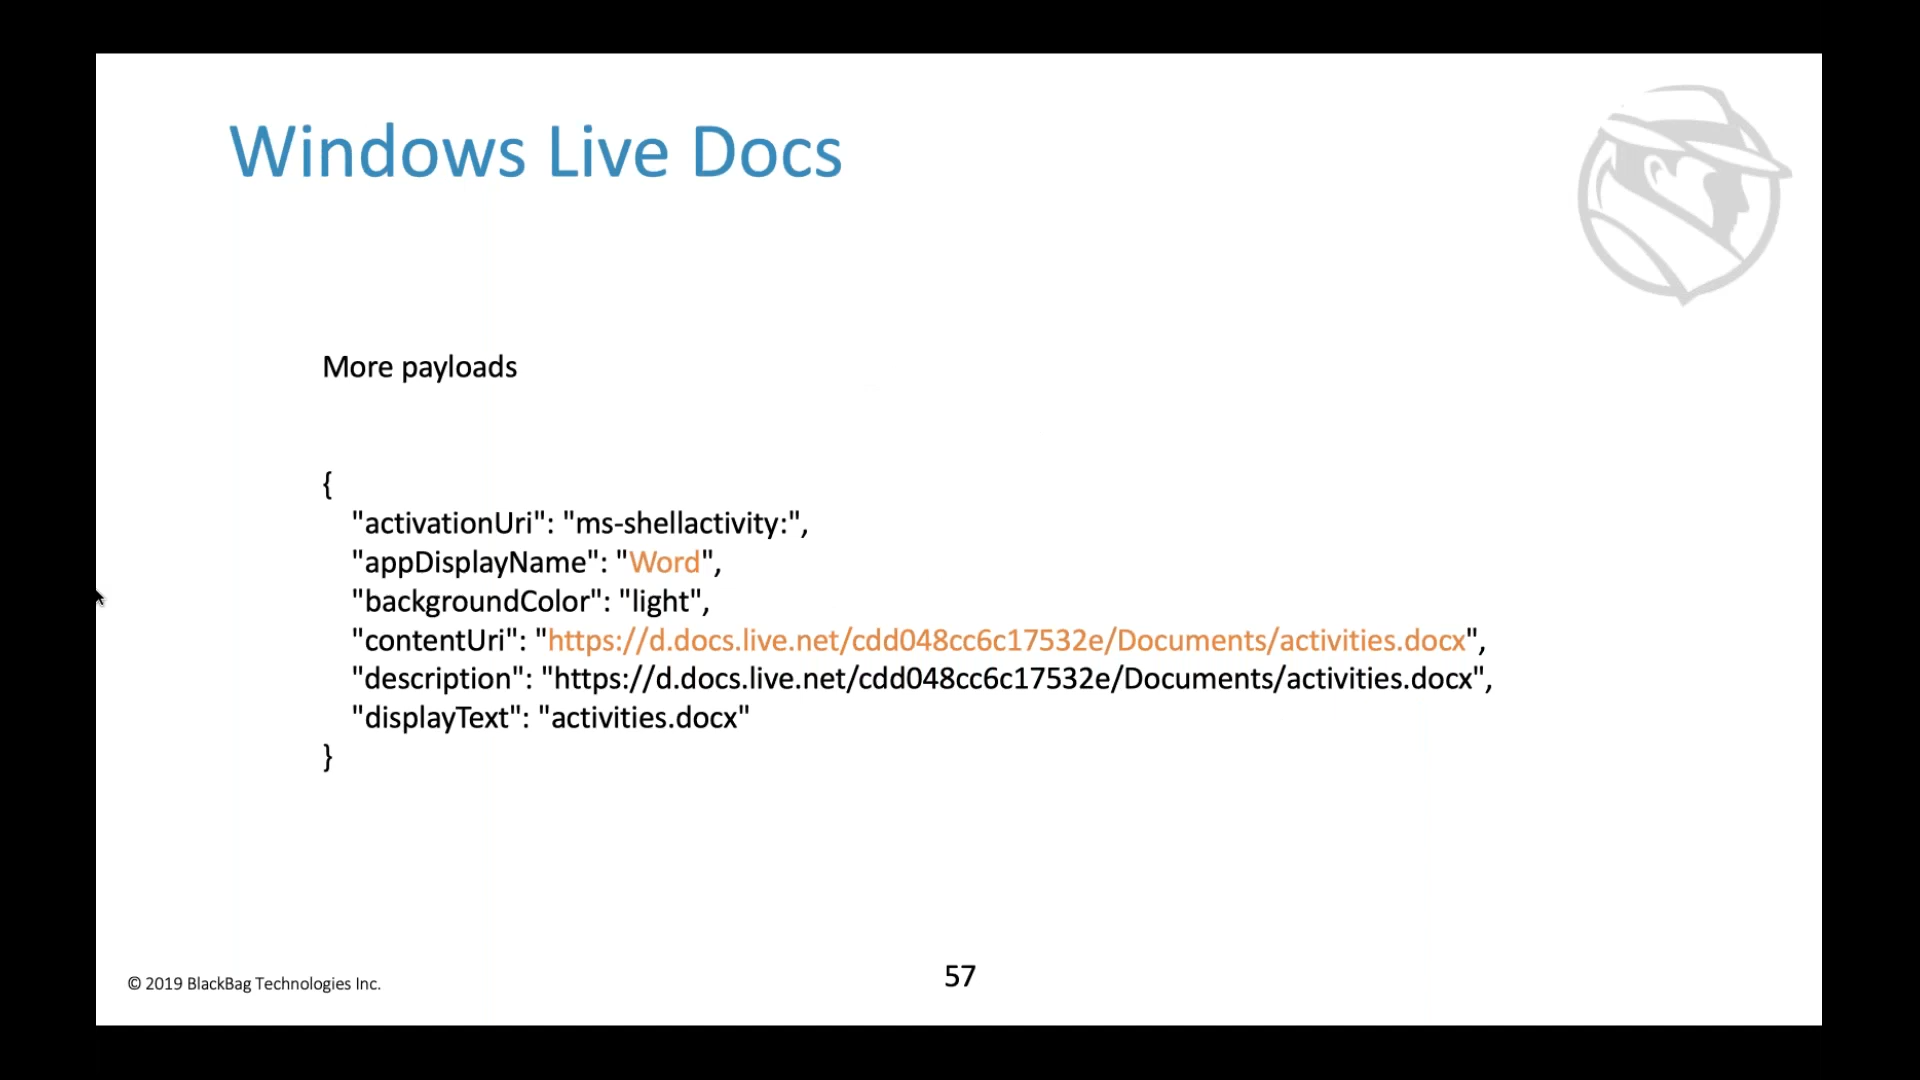 Windows Live Docs
More payloads
{
"activationUri": "ms-shellactivity:",
"appDisplayName": "Word",
"backgroundColor": "light",
"contentUri": "https://d.docs.live.net/cdd048cc6c17532e/Documents/activities.docx",
"description": "https://d.docs.live.net/cdd048cc6c17532e/Documents/activities.docx",
"displayText": "activities.docx"
}
© 2019 BlackBag Technologies Inc.
57